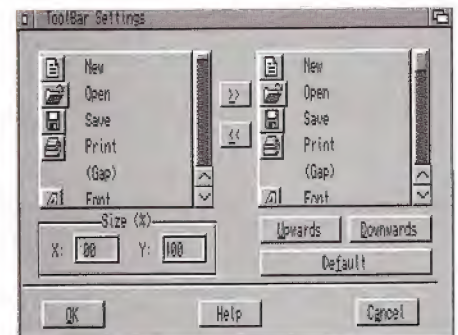 ToolBar Settings
New
Open
Save
Print
(Gap)
Font
>>
<<
New
Open
Save
Print
(Gap)
Font
Size (%)
X: 100 Y: 100
Upwards
Downwards
Default
OK
Help
Cancel